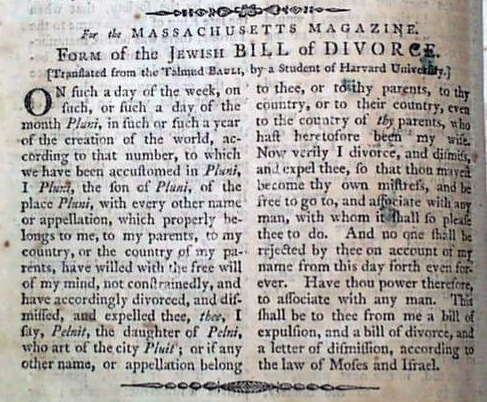 For the MASSACHUSETTS MAGAZINE.
FORM of the JEWISH BILL of DIVORCE.
[Translated from the Talmud BAULI, by a Student of Harvard University.]
ON such a day of the week, on
such, or such a day of the
month Pluni, in such or such a year
of the creation of the world, ac-
cording to that number, to which
we have been accustomed in Pluni,
I Pluni, the son of Pluni, of the
place Pluni, with every other name
or appellation, which properly be-
longs to me, to my parents, to my
country, or the country of my pa-
rents, have willed with the free will
of my mind, not constrainedly, and
have accordingly divorced, and dis-
missed, and expelled thee, thee, I
say, Pelnit, the daughter of Pelni,
who art of the city Pluit; or if any
other name, or appellation belong
to thee, or to thy parents, to thy
country, or to their country, even
to the country of thy parents, who
hast heretofore been my wife.
Now verily I divorce, and dismiss,
and expel thee, so that thou mayest
become thy own mistress, and be
free to go to, and associate with any
man, with whom it shall so please
thee to do. And no one shall be
rejected by thee on account of my
name from this day forth even for-
ever. Have thou power therefore,
to associate with any man. This
shall be to thee from me a bill of
expulsion, and a bill of divorce, and
a letter of dismission, according to
the law of Moses and Israel.